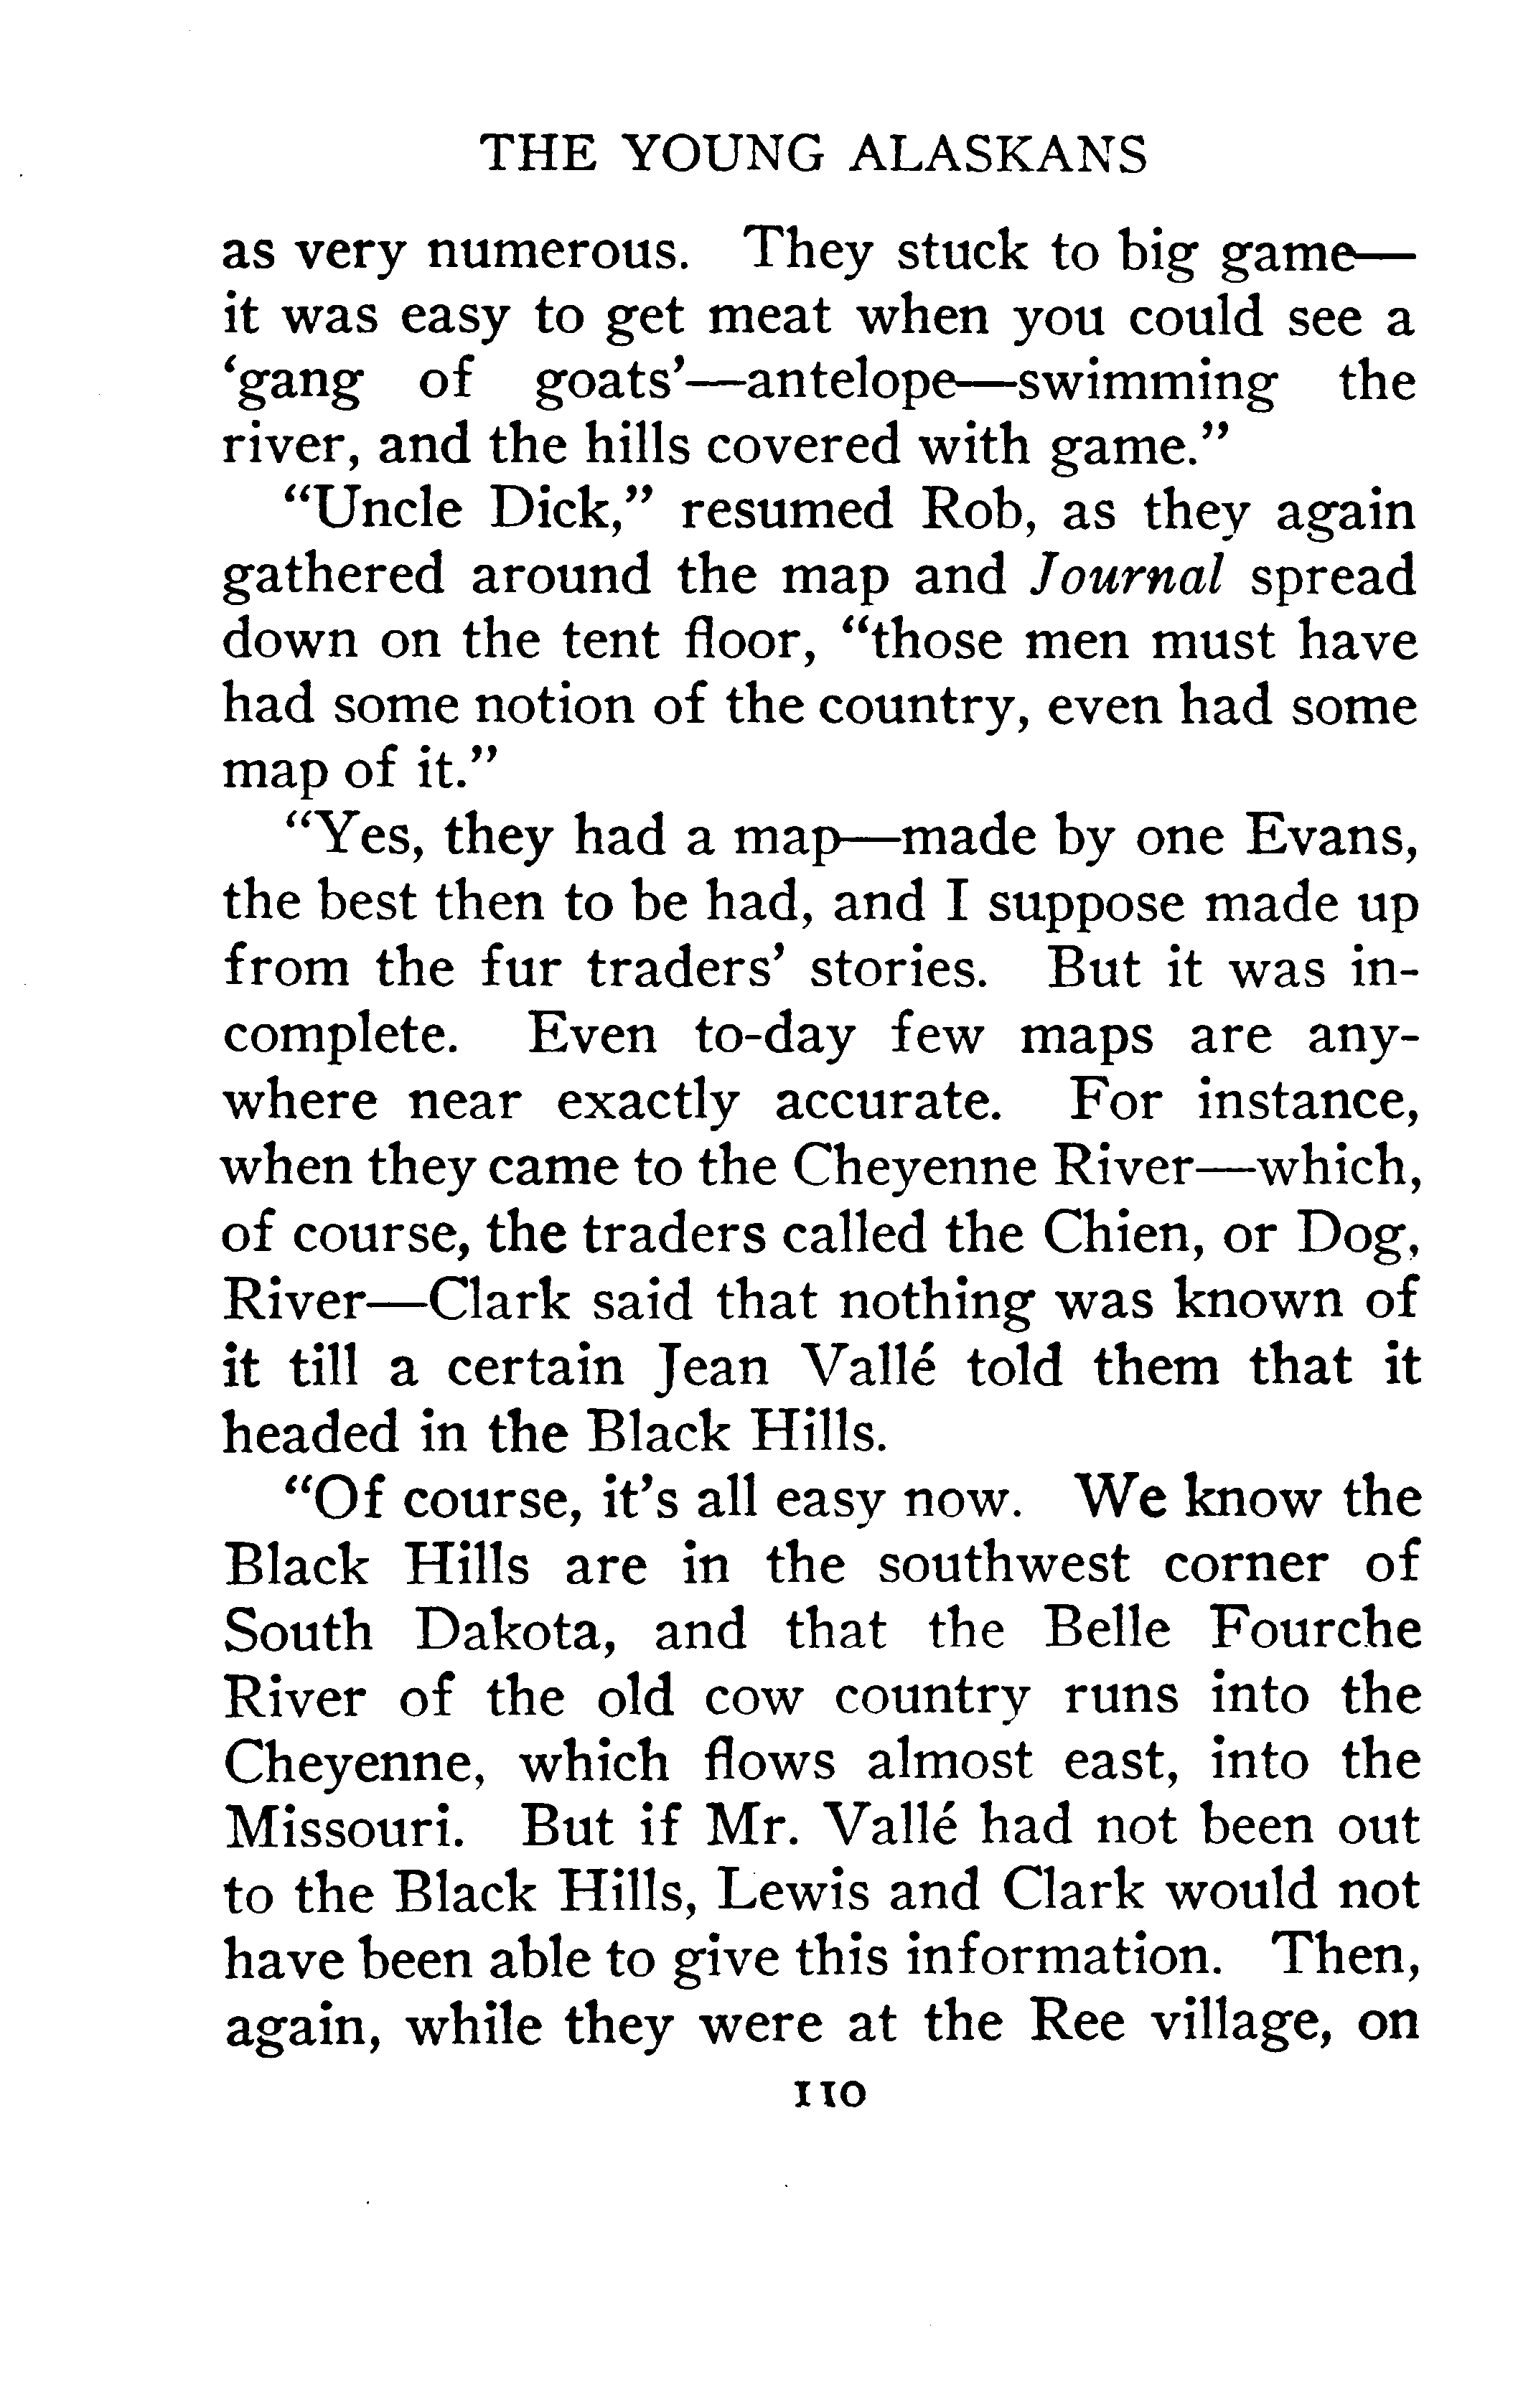 THE YOUNG ALASKANS
as very numerous. They stuck to big game—
it was easy to get meat when you could see a
‘gang of goats’—antelope—swimming the
river, and the hills covered with game.”
“Uncle Dick,” resumed Rob, as they again
gathered around the map and Journal spread
down on the tent floor, “those men must have
had some notion of the country, even had some
map of it.”
“Yes, they had a map—made by one Evans,
the best then to be had, and I suppose made up
from the fur traders’ stories. But it was in-
complete. Even to-day few maps are any-
where near exactly accurate. For instance,
when they came to the Cheyenne River—which,
of course, the traders called the Chien, or Dog,
River—Clark said that nothing was known of
it till a certain Jean Vallé told them that it
headed in the Black Hills.
“Of course, it’s all easy now. We know the
Black Hills are in the southwest corner of
South Dakota, and that the Belle Fourche
River of the old cow country runs into the
Cheyenne, which flows almost east, into the
Missouri. But if Mr. Vallé had not been out
to the Black Hills, Lewis and Clark would not
have been able to give this information. Then,
again, while they were at the Ree village, on
110